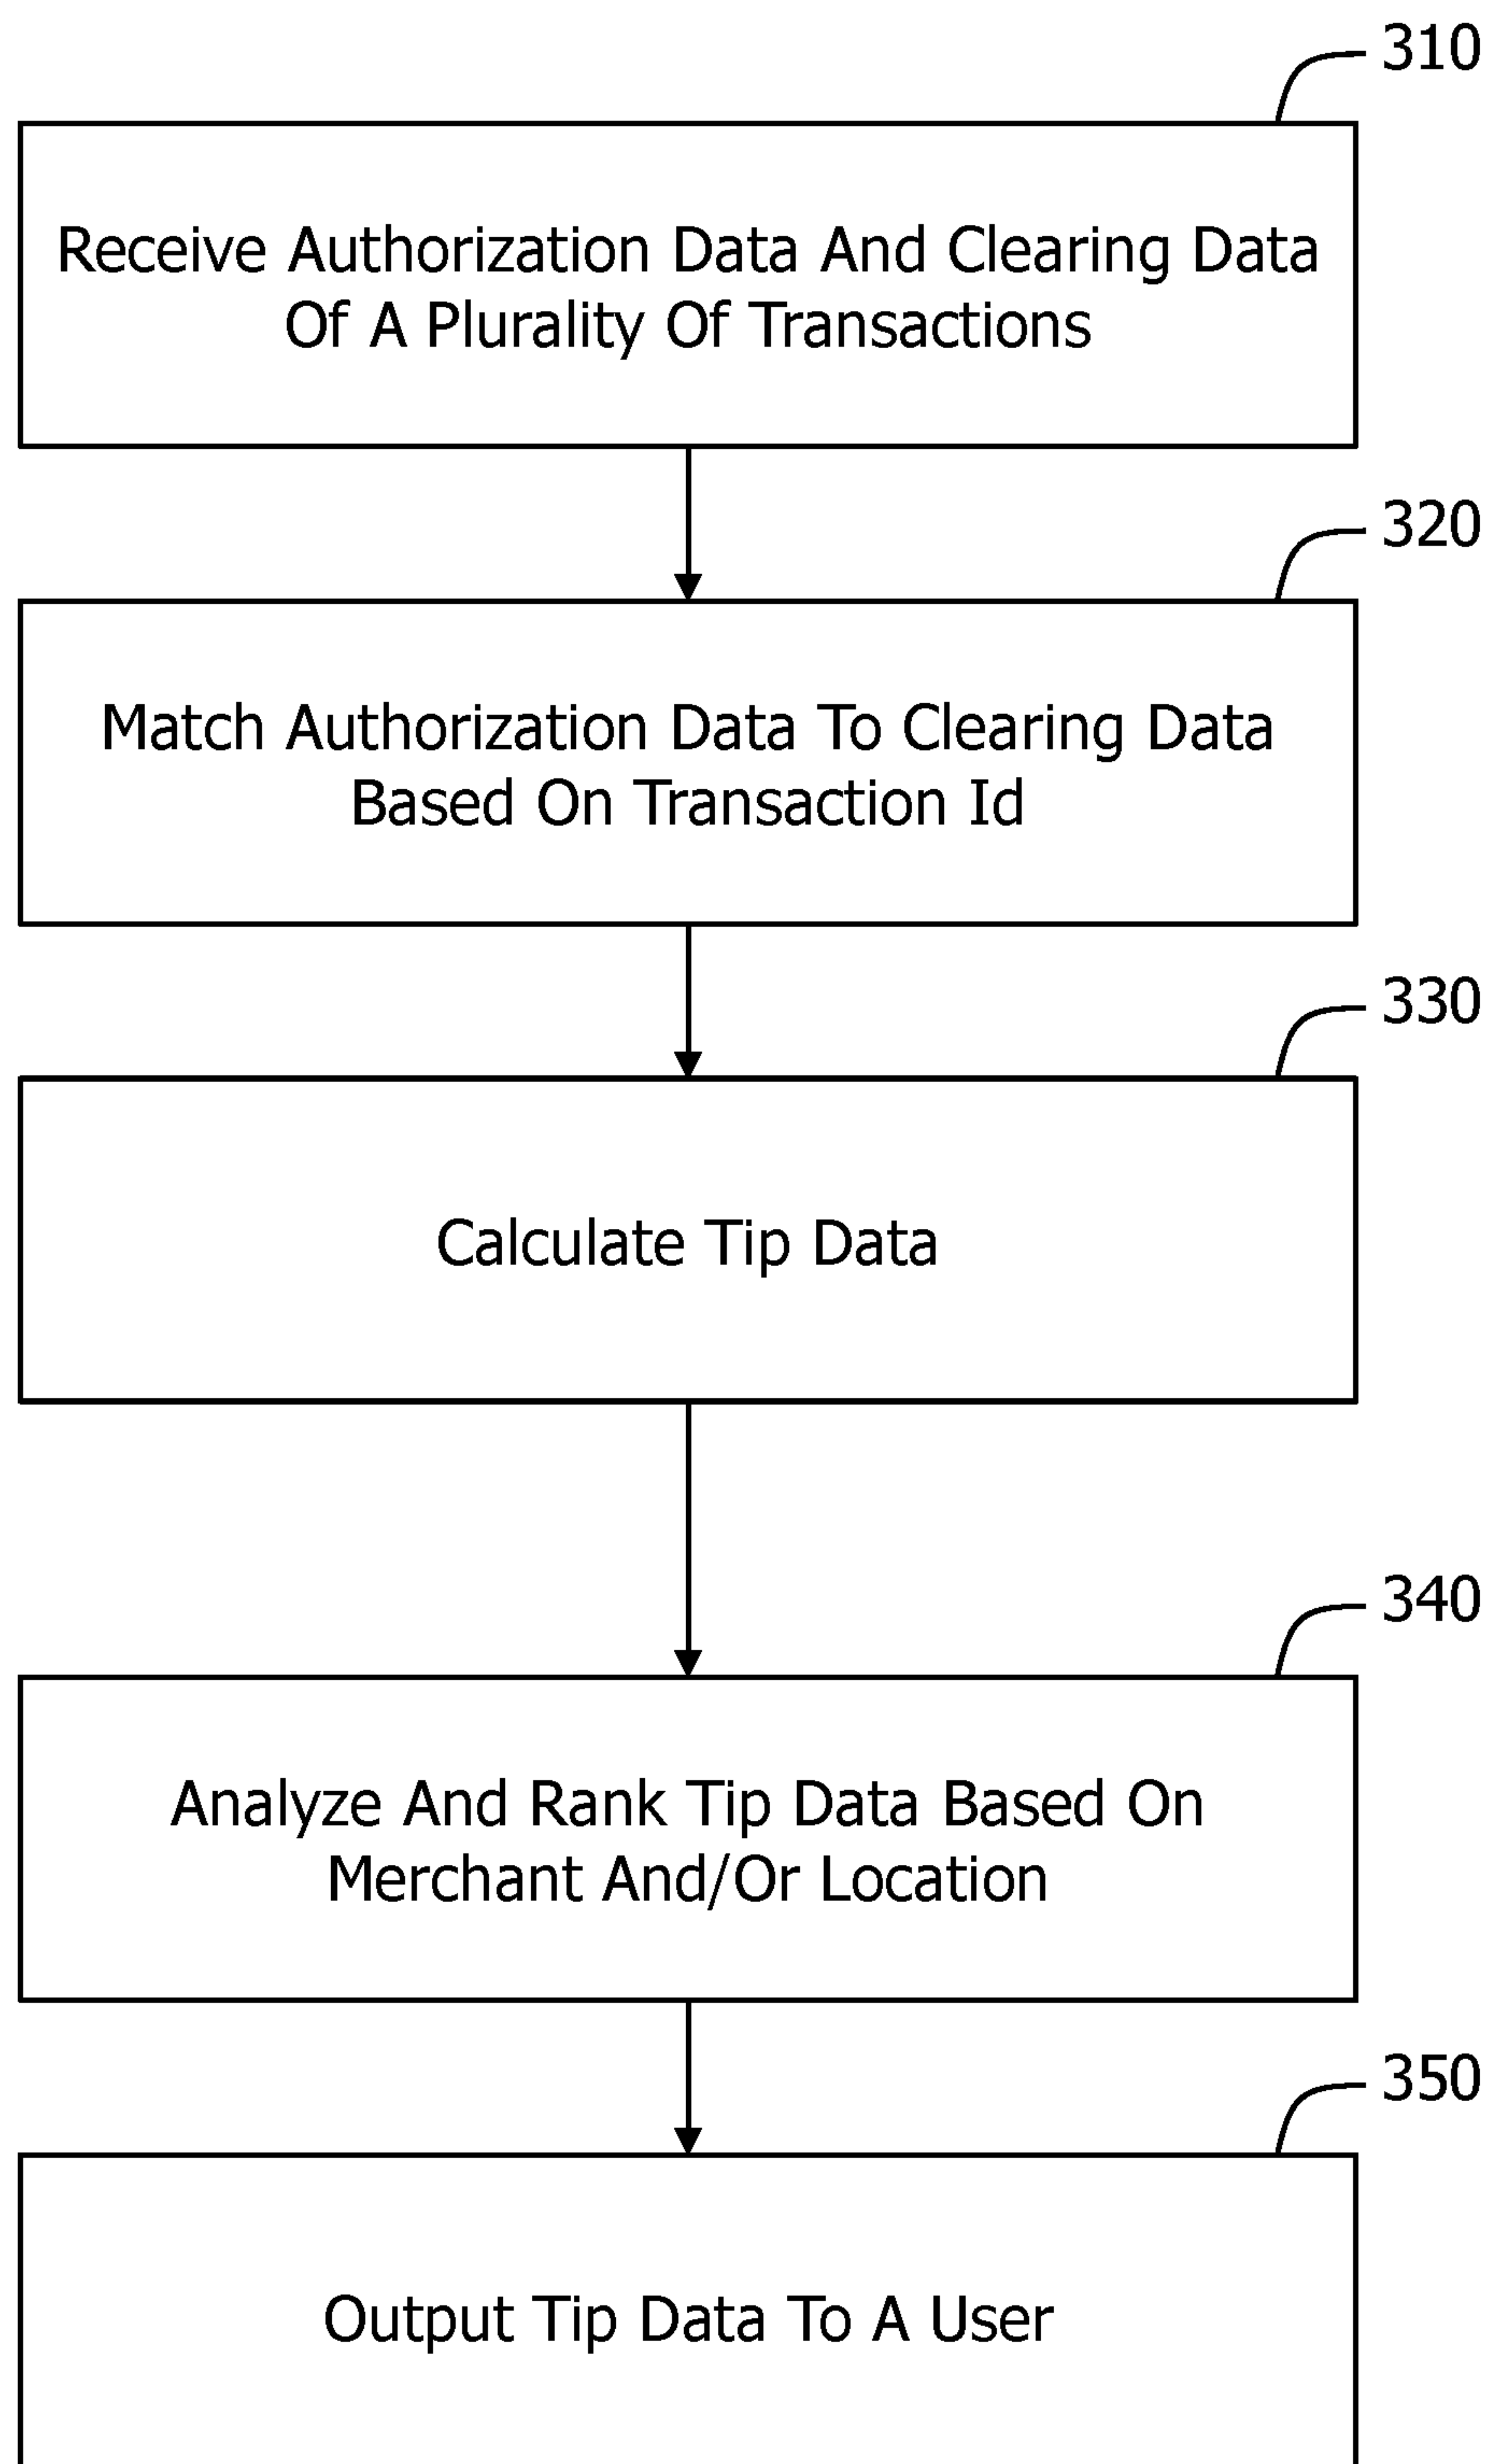 310
Receive Authorization Data And Clearing Data
Of A Plurality Of Transactions
320
Match Authorization Data To Clearing Data
Based On Transaction Id
330
Calculate Tip Data
340
Analyze And Rank Tip Data Based On
Merchant And/Or Location
350
Output Tip Data To A User